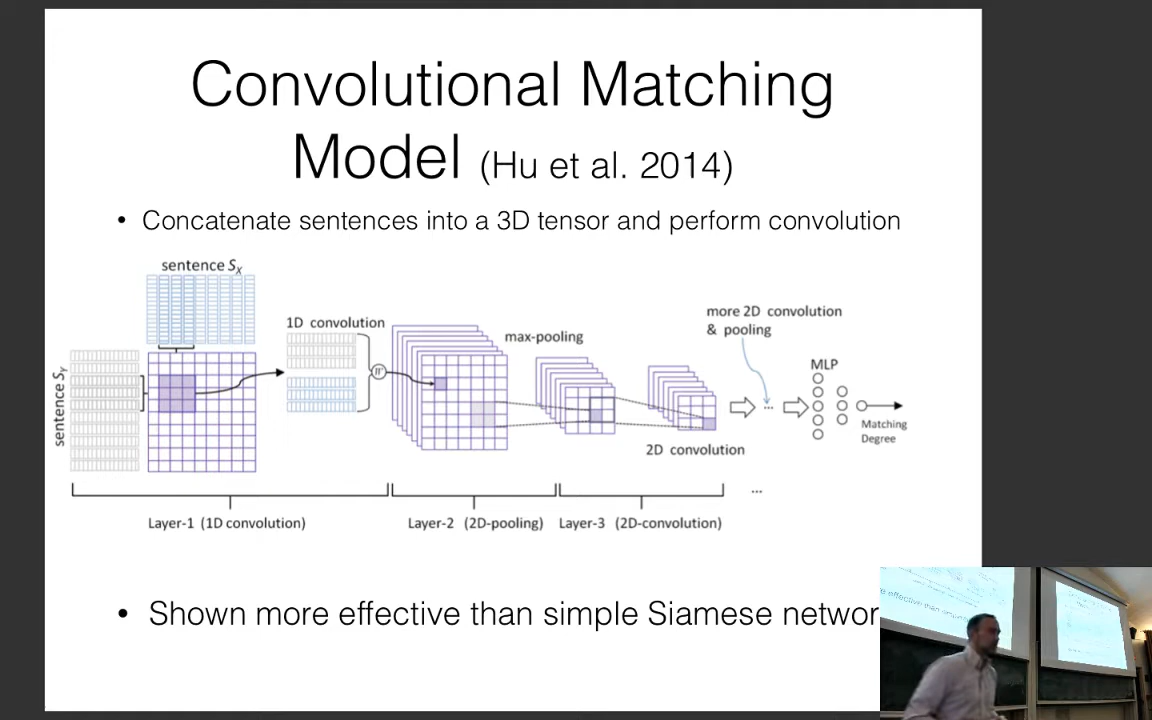 Convolutional Matching
Model (Hu et al. 2014)
• Concatenate sentences into a 3D tensor and perform convolution
sentence Sx
sentence SY
1D convolution
max-pooling
more 2D convolution
& pooling
...
MLP
Matching
Degree
2D convolution
Layer-1 (1D convolution)
Layer-2 (2D-pooling)
Layer-3 (2D-convolution)
...
• Shown more effective than simple Siamese networ